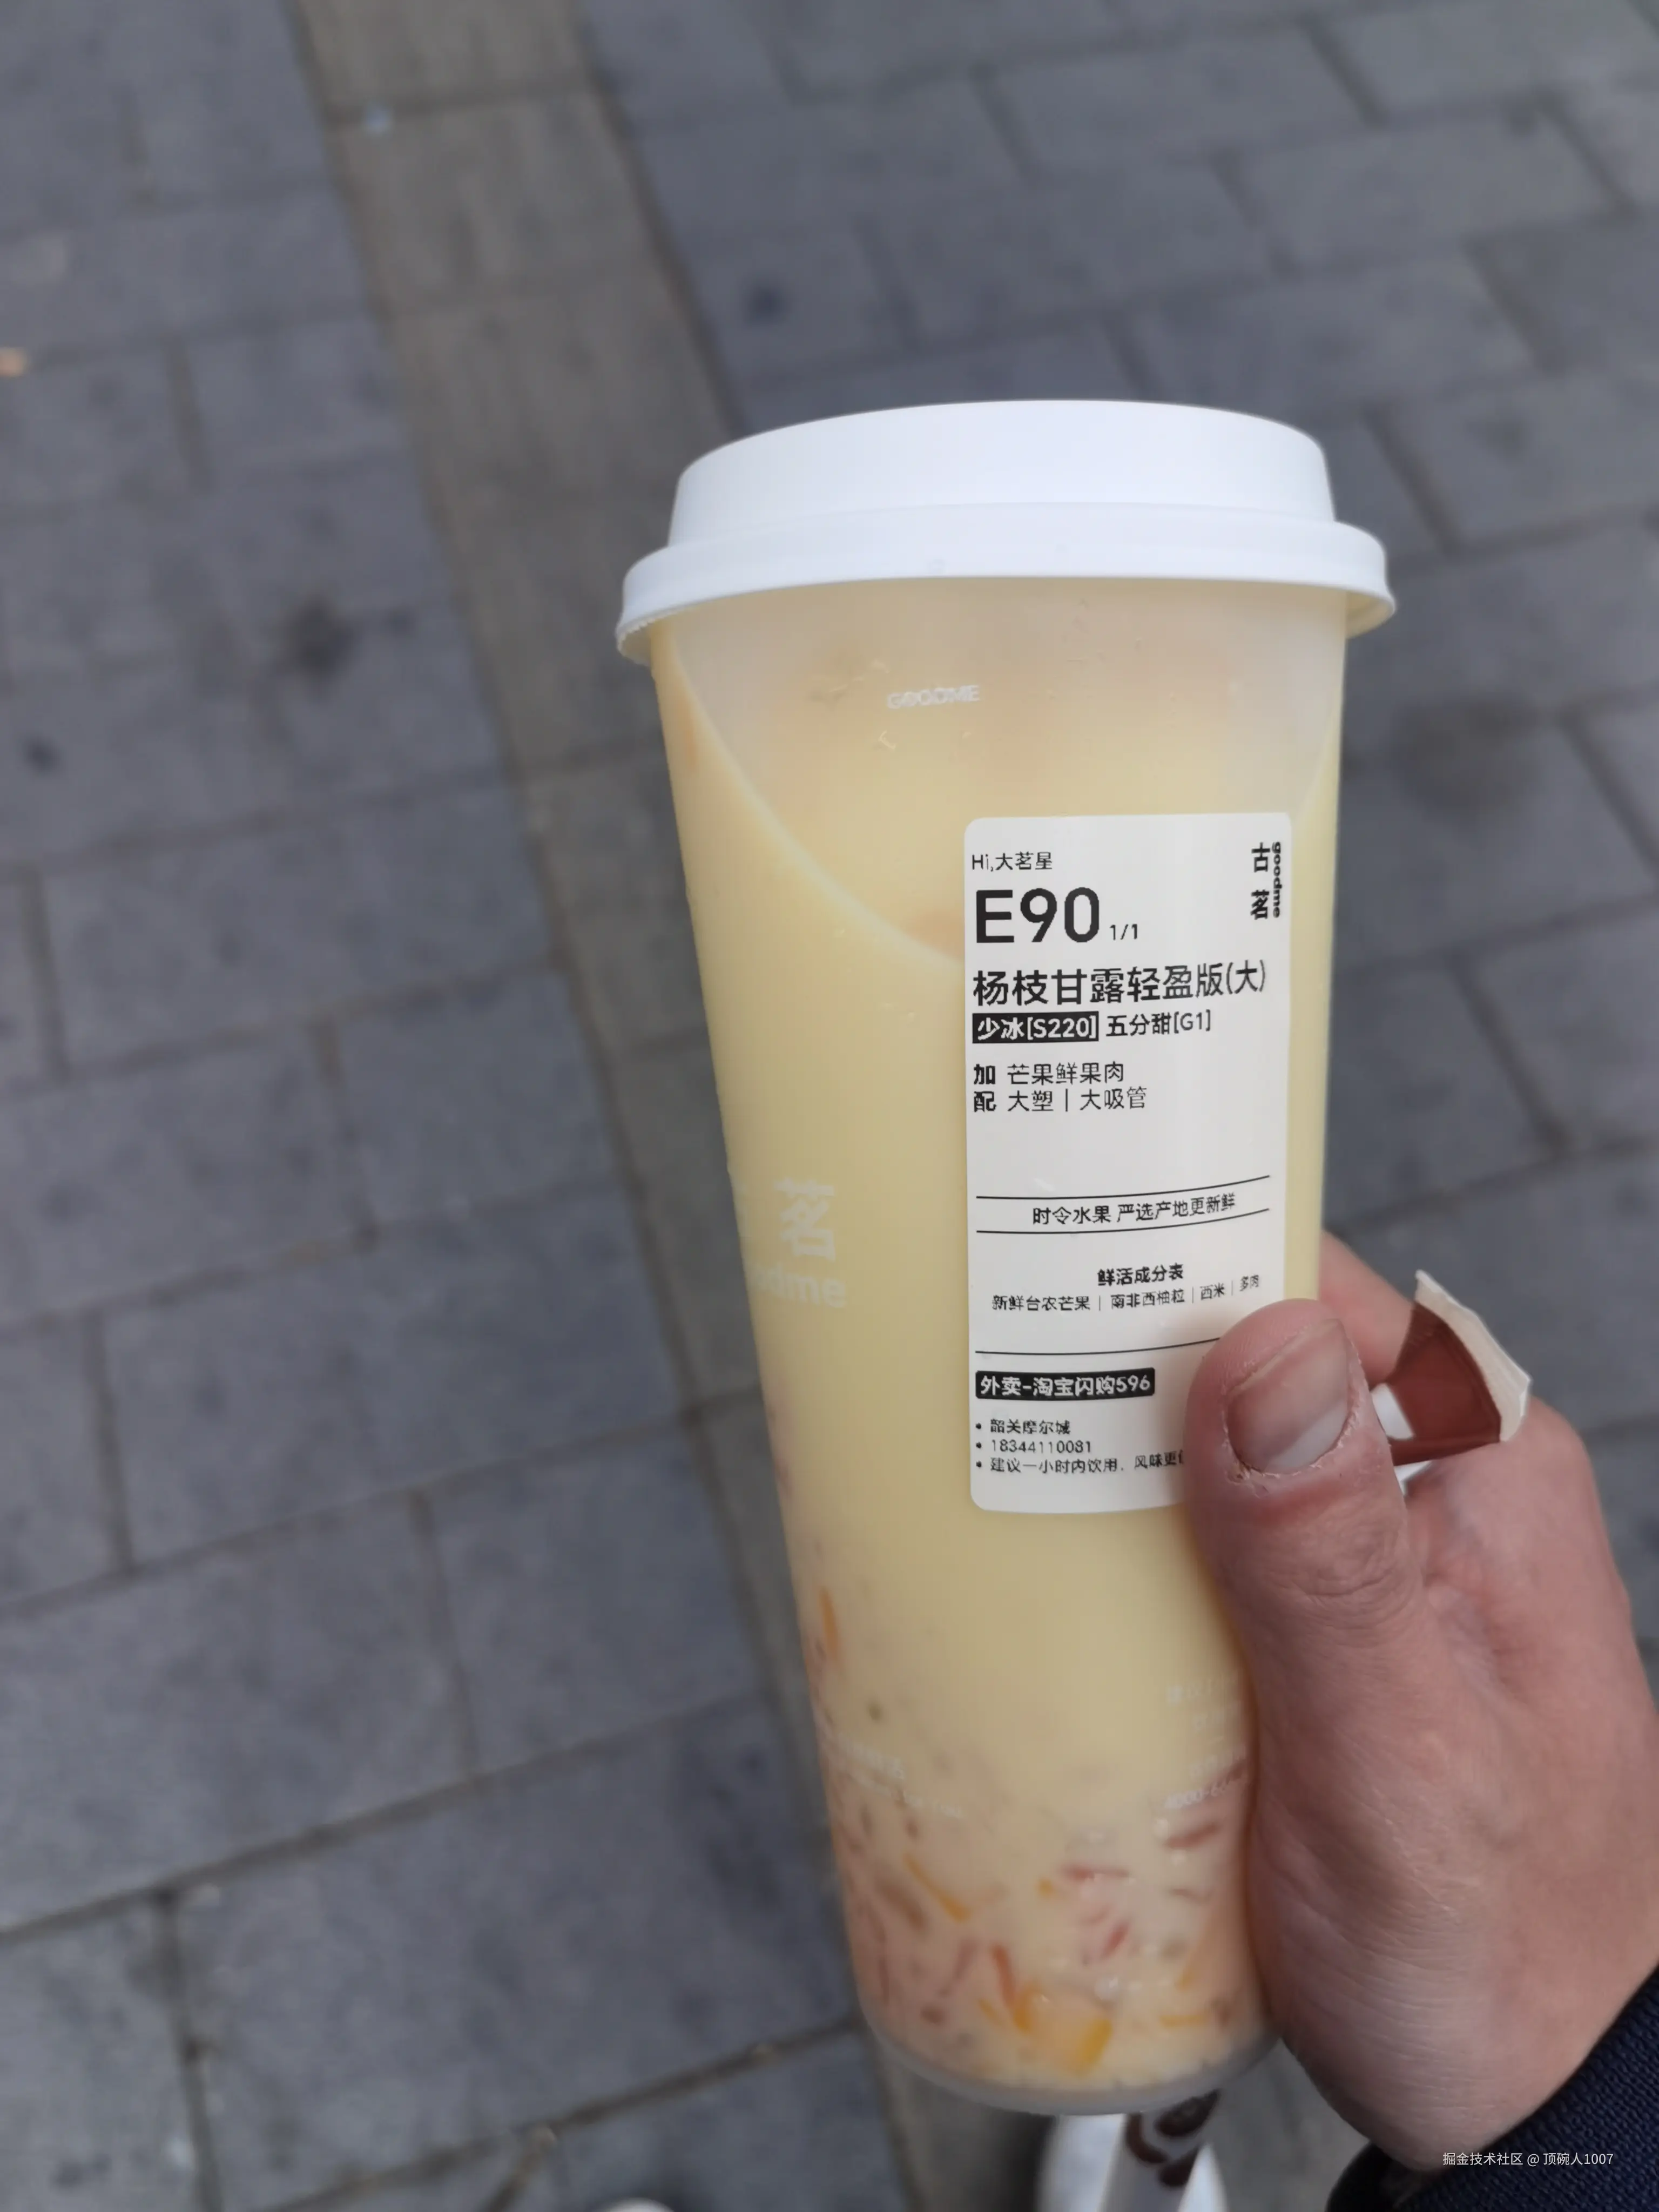 GOODME
Hi,大茗星
古茗
goodme
E90 1/1
杨枝甘露轻盈版(大)
少冰[S220] 五分甜[G1]
加 芒果鲜果肉
配 大塑 | 大吸管
时令水果 严选产地更新鲜
鲜活成分表
新鲜台农芒果 | 南非西柚粒 | 西米 | 多肉
外卖-淘宝闪购596
• 韶关摩尔城
• 18344110081
• 建议一小时内饮用,风味更
茗
掘金技术社区 @ 顶碗人1007